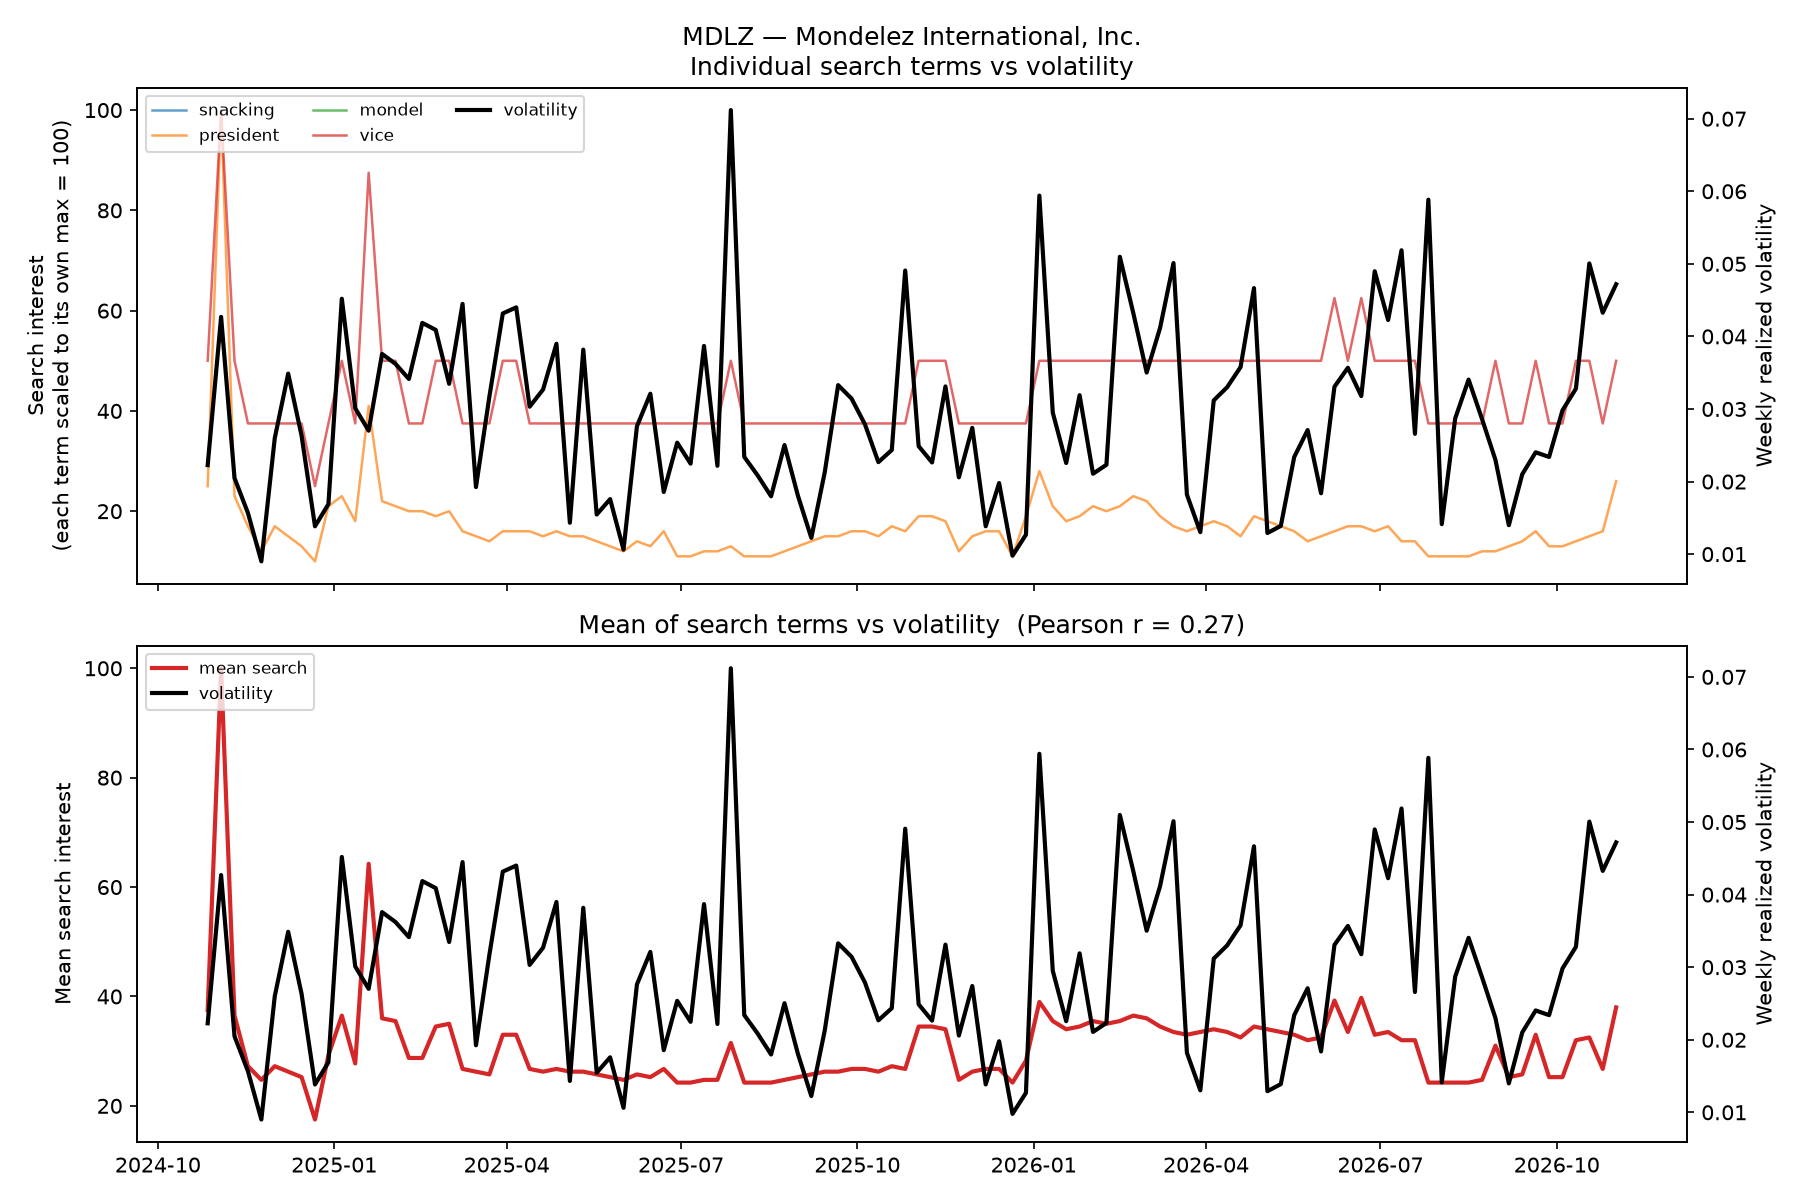 MDLZ — Mondelez International, Inc.
Individual search terms vs volatility
snacking
president
mondel
vice
volatility
Search interest
(each term scaled to its own max = 100)
100
80
60
40
20
0.07
0.06
0.05
0.04
0.03
0.02
0.01
Weekly realized volatility
Mean of search terms vs volatility (Pearson r = 0.27)
mean search
volatility
Mean search interest
100
80
60
40
20
0.07
0.06
0.05
0.04
0.03
0.02
0.01
Weekly realized volatility
2024-10
2025-01
2025-04
2025-07
2025-10
2026-01
2026-04
2026-07
2026-10